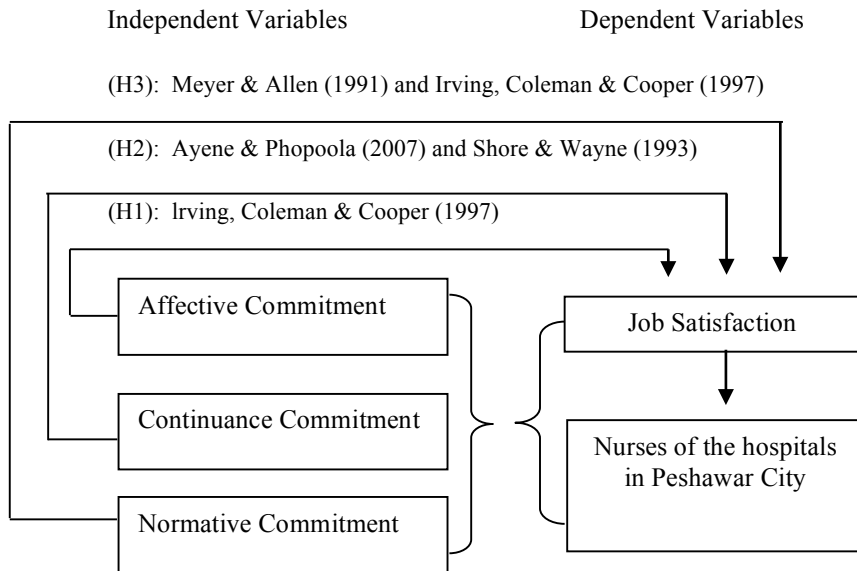 Independent Variables Dependent Variables
(H3): Meyer & Allen (1991) and Irving, Coleman & Cooper (1997)
(H2): Ayene & Phopoola (2007) and Shore & Wayne (1993)
(H1): lrving, Coleman & Cooper (1997)
Affective Commitment
Job Satisfaction
Continuance Commitment
Nurses of the hospitals
in Peshawar City
Normative Commitment